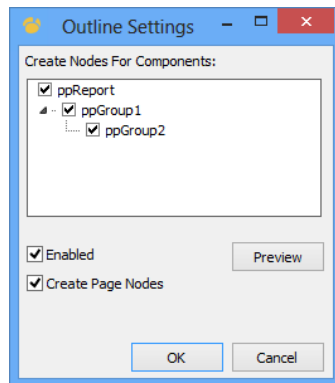 Outline Settings
Create Nodes For Components:
ppReport
ppGroup1
ppGroup2
Enabled
Preview
Create Page Nodes
OK
Cancel